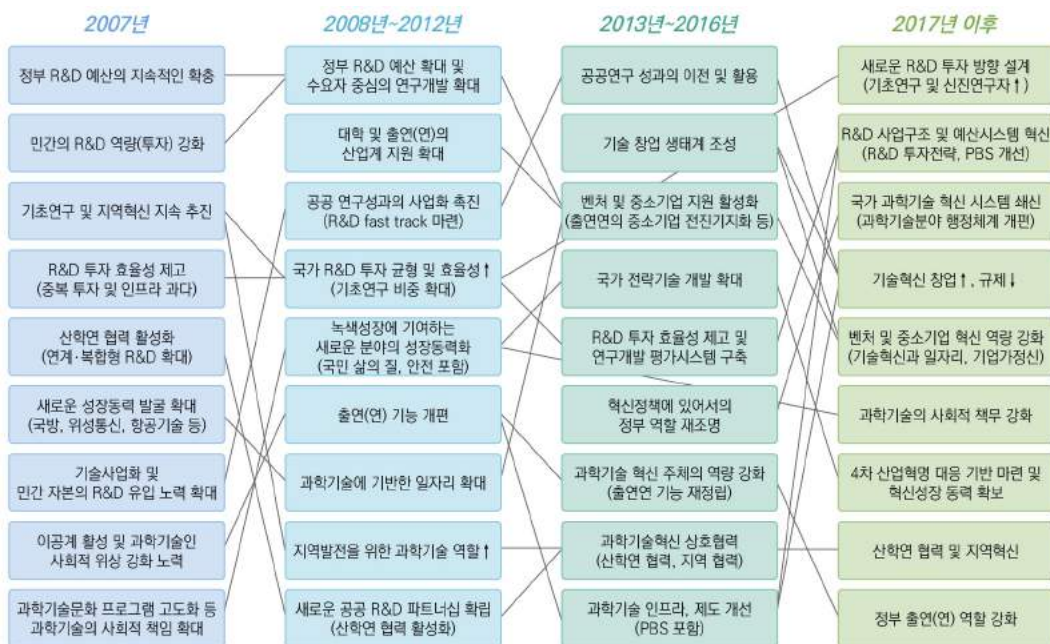 2007년
정부 R&D 예산의 지속적인 확충
민간의 R&D 역량(투자) 강화
기초연구 및 지역혁신 지속 추진
R&D 투자 효율성 제고
(중복 투자 및 인프라 과다)
산학연 협력 활성화
(연계·복합형 R&D 확대)
새로운 성장동력 발굴 확대
(국방, 위성통신, 항공기술 등)
기술사업화 및
민간 자본의 R&D 유입 노력 확대
이공계 활성 및 과학기술인
사회적 위상 강화 노력
과학기술문화 프로그램 고도화 등
과학기술의 사회적 책임 확대
2008년~2012년
정부 R&D 예산 확대 및
수요자 중심의 연구개발 확대
대학 및 출연(연)의
산업계 지원 확대
공공 연구성과의 사업화 촉진
(R&D fast track 마련)
국가 R&D 투자 균형 및 효율성↑
(기초연구 비중 확대)
녹색성장에 기여하는
새로운 분야의 성장동력화
(국민 삶의 질, 안전 포함)
출연(연) 기능 개편
과학기술에 기반한 일자리 확대
지역발전을 위한 과학기술 역할↑
새로운 공공 R&D 파트너십 확립
(산학연 협력 활성화)
2013년~2016년
공공연구 성과의 이전 및 활용
기술 창업 생태계 조성
벤처 및 중소기업 지원 활성화
(출연연의 중소기업 전진기지화 등)
국가 전략기술 개발 확대
R&D 투자 효율성 제고 및
연구개발 평가시스템 구축
혁신정책에 있어서의
정부 역할 재조명
과학기술 혁신 주체의 역량 강화
(출연연 기능 재정립)
과학기술혁신 상호협력
(산학연 협력, 지역 협력)
과학기술 인프라, 제도 개선
(PBS 포함)
2017년 이후
새로운 R&D 투자 방향 설계
(기초연구 및 신진연구자↑)
R&D 사업구조 및 예산시스템 혁신
(R&D 투자전략, PBS 개선)
국가 과학기술 혁신 시스템 쇄신
(과학기술분야 행정체계 개편)
기술혁신 창업↑, 규제↓
벤처 및 중소기업 혁신 역량 강화
(기술혁신과 일자리, 기업가정신)
과학기술의 사회적 책무 강화
4차 산업혁명 대응 기반 마련 및
혁신성장 동력 확보
산학연 협력 및 지역혁신
정부 출연(연) 역할 강화